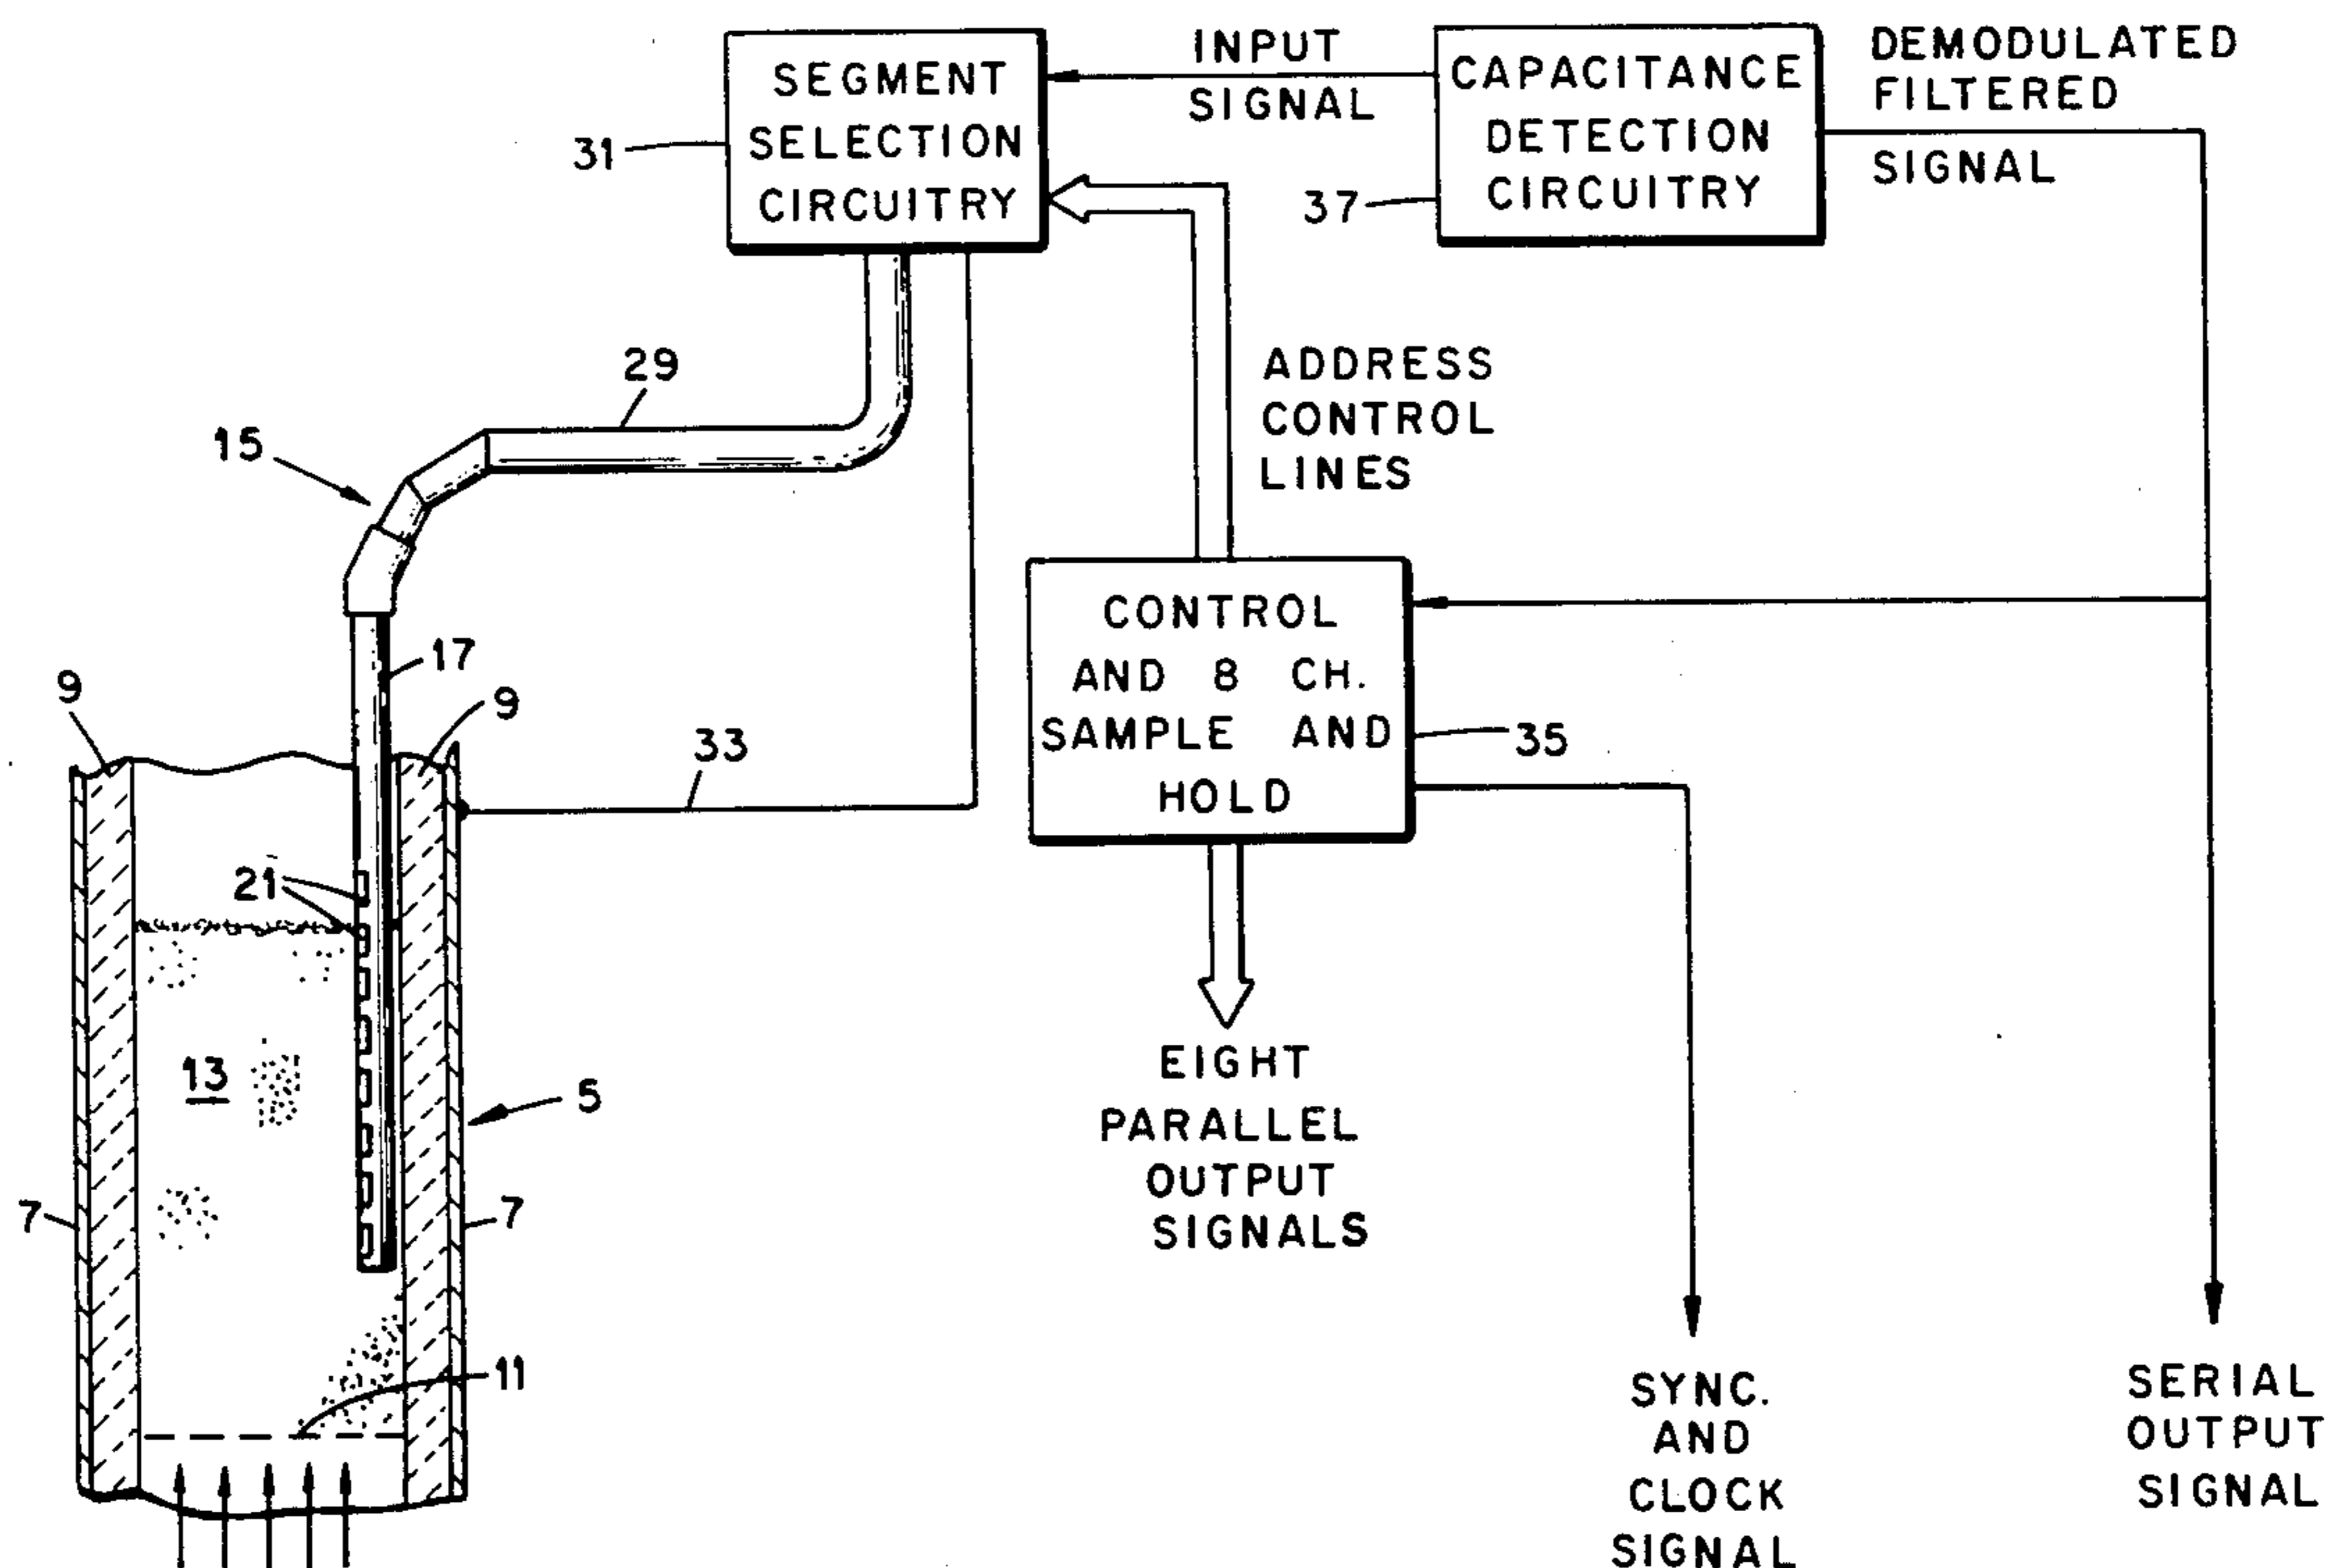 SEGMENT
SELECTION
CIRCUITRY
31
INPUT
SIGNAL
CAPACITANCE
DETECTION
CIRCUITRY
37
DEMODULATED
FILTERED
SIGNAL
29
15
ADDRESS
CONTROL
LINES
17
9
9
33
CONTROL
AND 8 CH.
SAMPLE AND
HOLD
35
21
13
5
7
7
11
EIGHT
PARALLEL
OUTPUT
SIGNALS
SYNC.
AND
CLOCK
SIGNAL
SERIAL
OUTPUT
SIGNAL